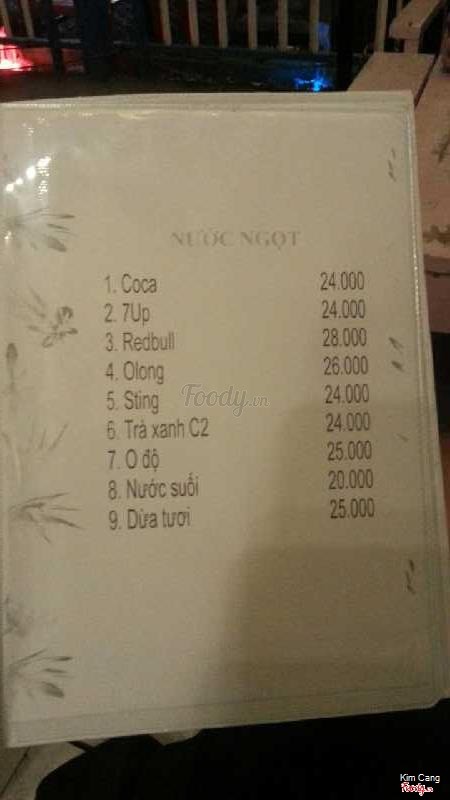 NƯỚC NGỌT
1. Coca 24.000
2. 7Up 24.000
3. Redbull 28.000
4. Olong 26.000
5. Sting 24.000
6. Trà xanh C2 24.000
7. O độ 25.000
8. Nước suối 20.000
9. Dừa tươi 25.000
Foody.vn
Kim Cang
Foody.vn